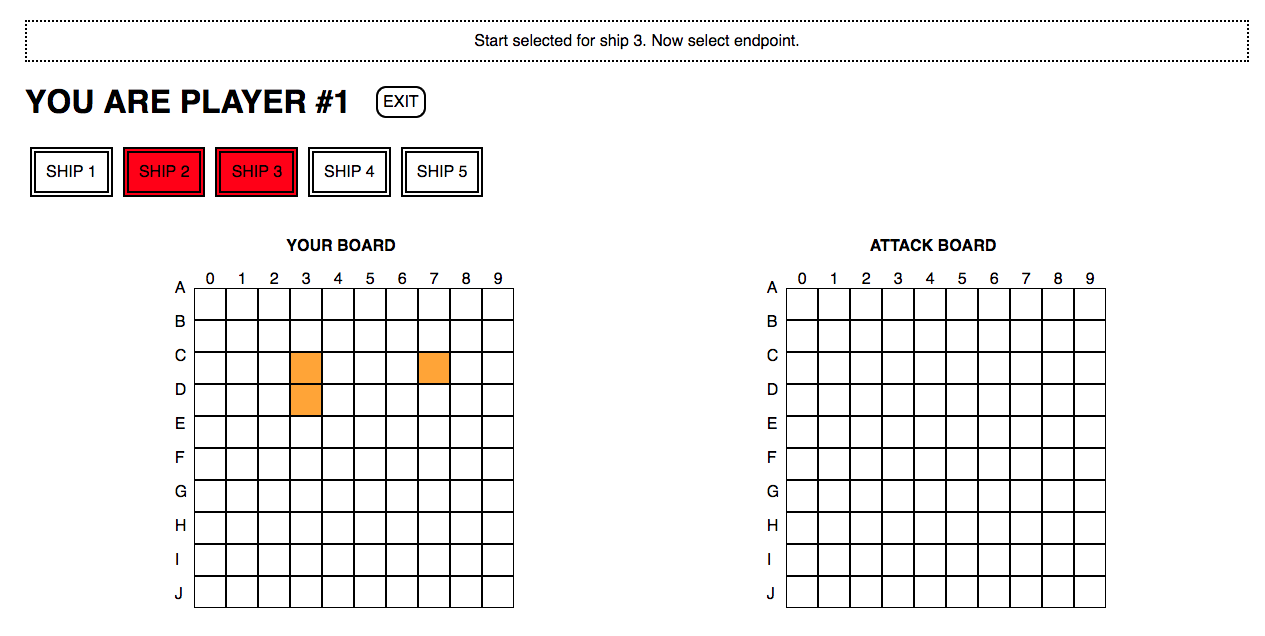 Start selected for ship 3. Now select endpoint.
YOU ARE PLAYER #1 EXIT
SHIP 1 SHIP 2 SHIP 3 SHIP 4 SHIP 5
YOUR BOARD
0 1 2 3 4 5 6 7 8 9
A
B
C
D
E
F
G
H
I
J
ATTACK BOARD
0 1 2 3 4 5 6 7 8 9
A
B
C
D
E
F
G
H
I
J